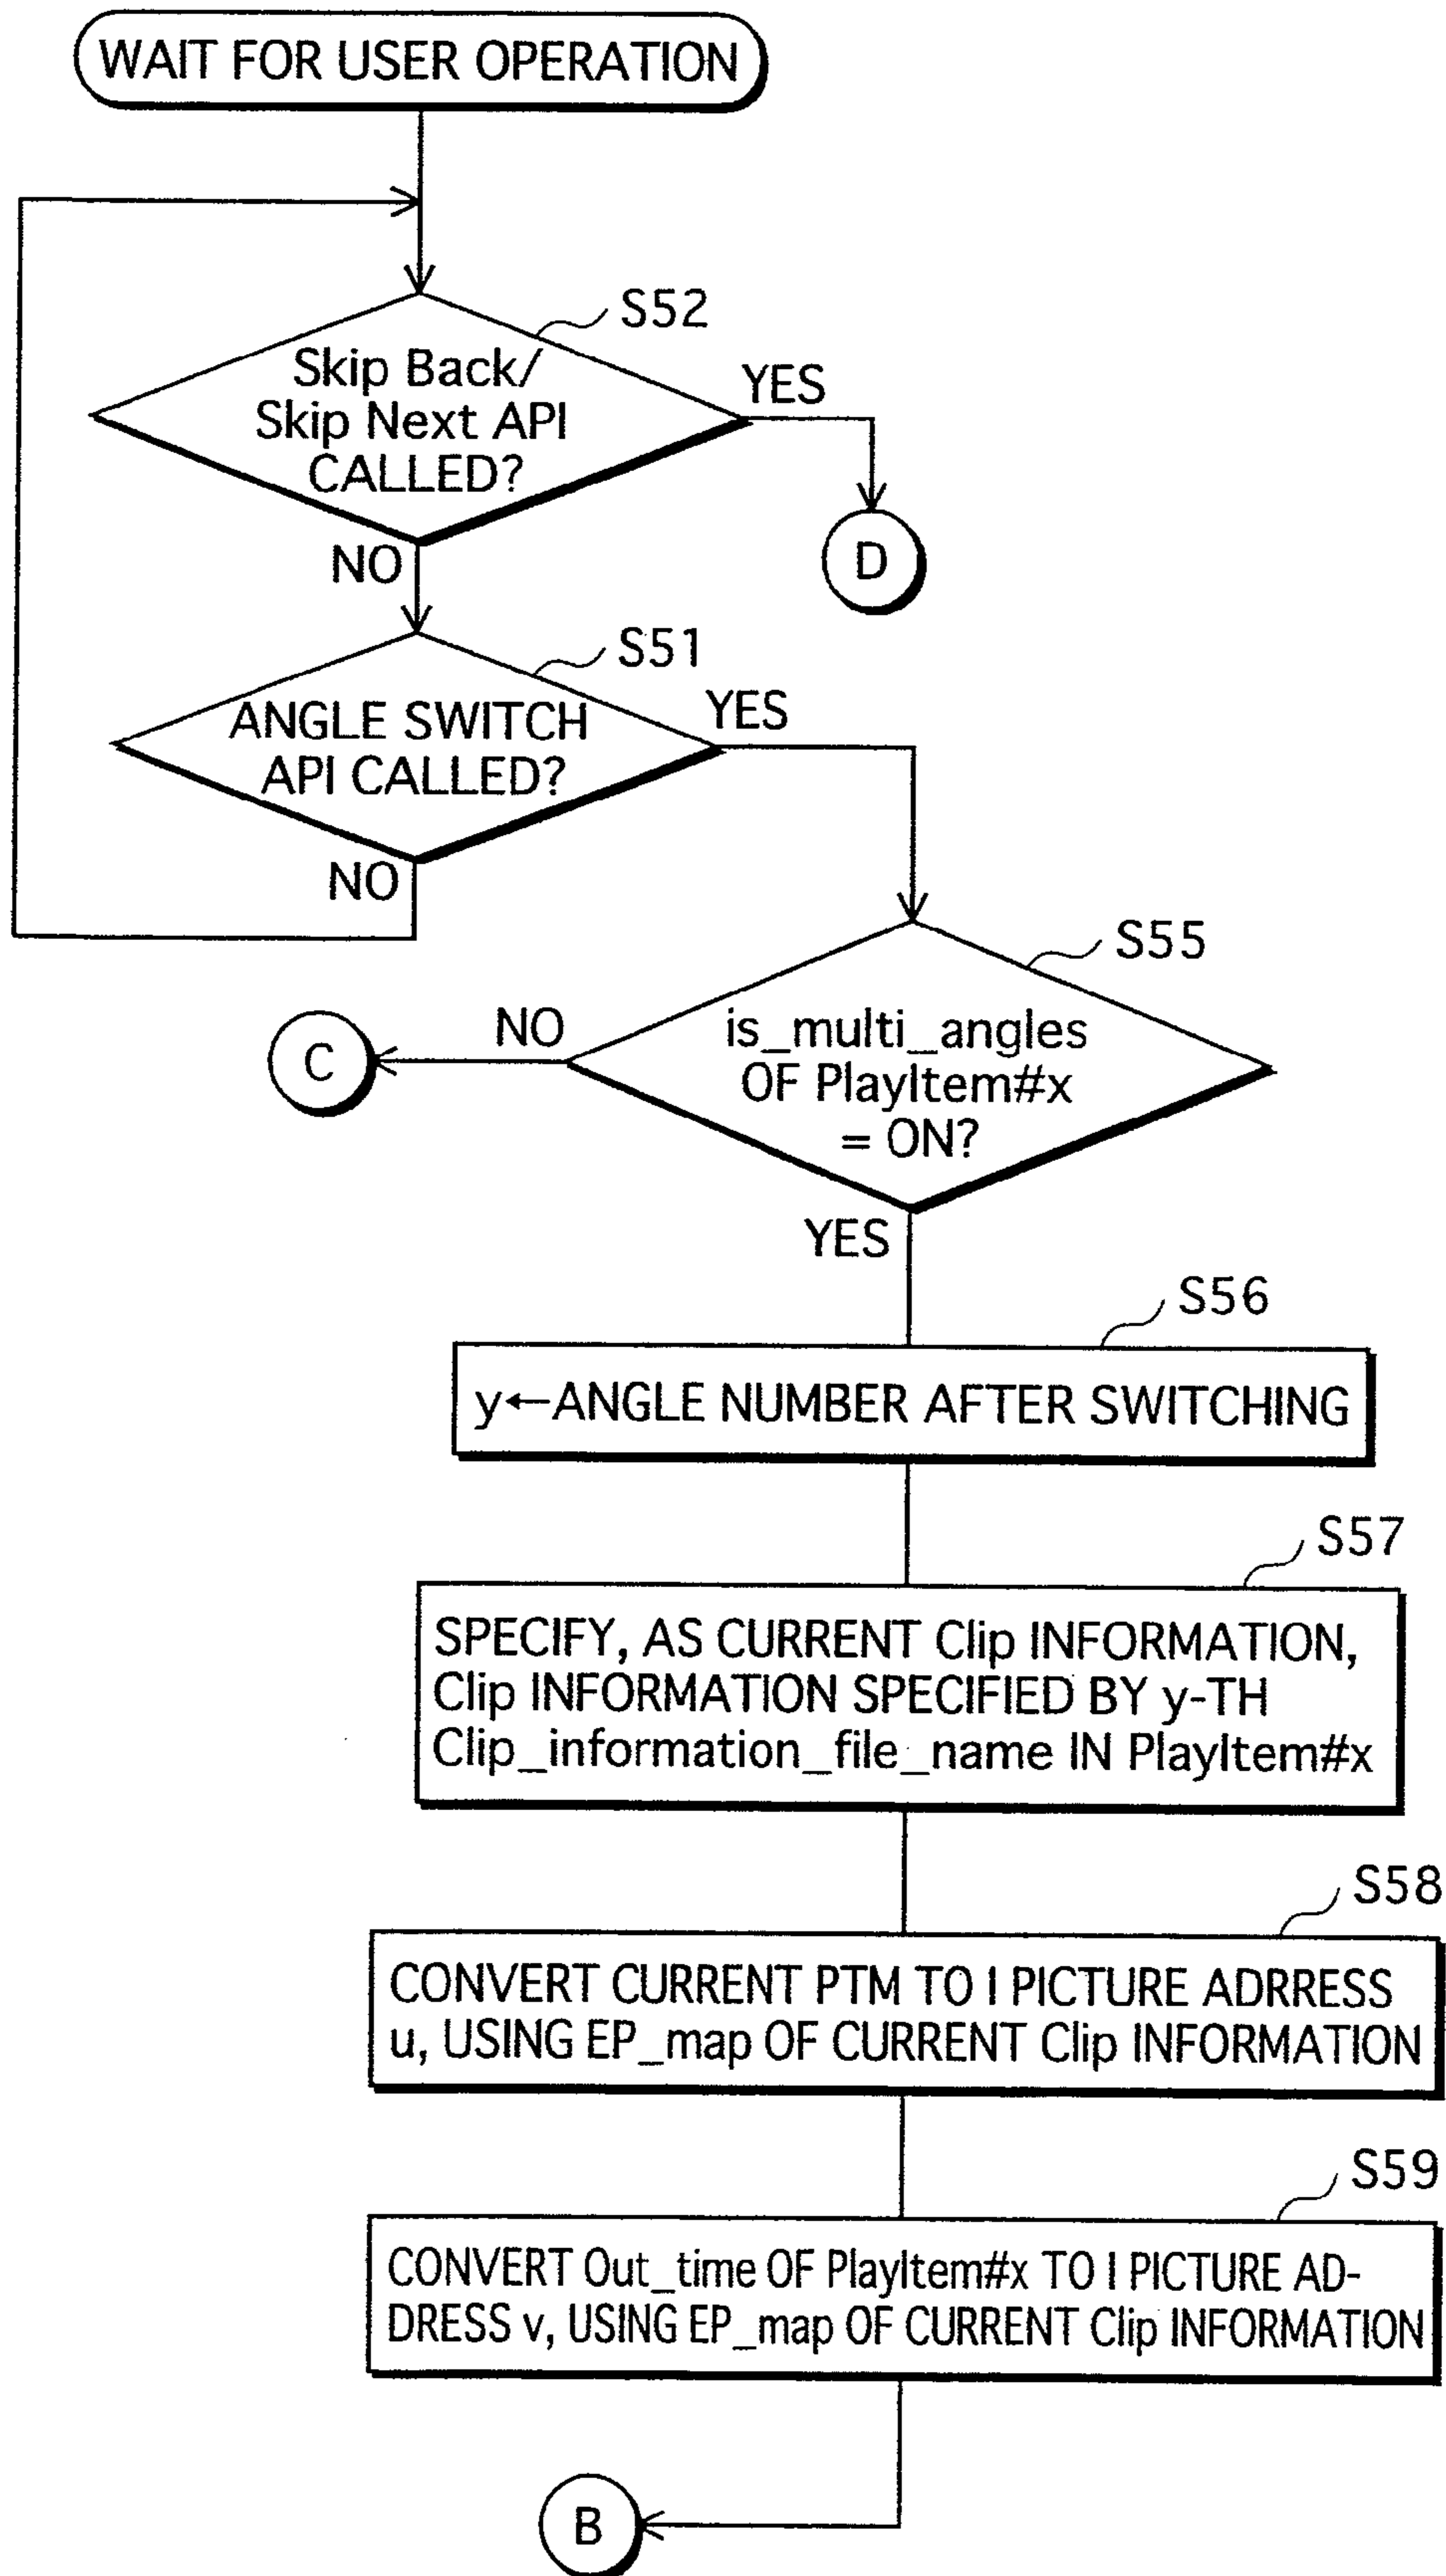 WAIT FOR USER OPERATION
S52
Skip Back/
Skip Next API
CALLED?
YES
D
NO
S51
ANGLE SWITCH
API CALLED?
YES
NO
S55
is_multi_angles
OF PlayItem#x
= ON?
NO
C
YES
S56
y←ANGLE NUMBER AFTER SWITCHING
S57
SPECIFY, AS CURRENT Clip INFORMATION,
Clip INFORMATION SPECIFIED BY y-TH
Clip_information_file_name IN PlayItem#x
S58
CONVERT CURRENT PTM TO I PICTURE ADRRESS
u, USING EP_map OF CURRENT Clip INFORMATION
S59
CONVERT Out_time OF PlayItem#x TO I PICTURE AD-
DRESS v, USING EP_map OF CURRENT Clip INFORMATION
B